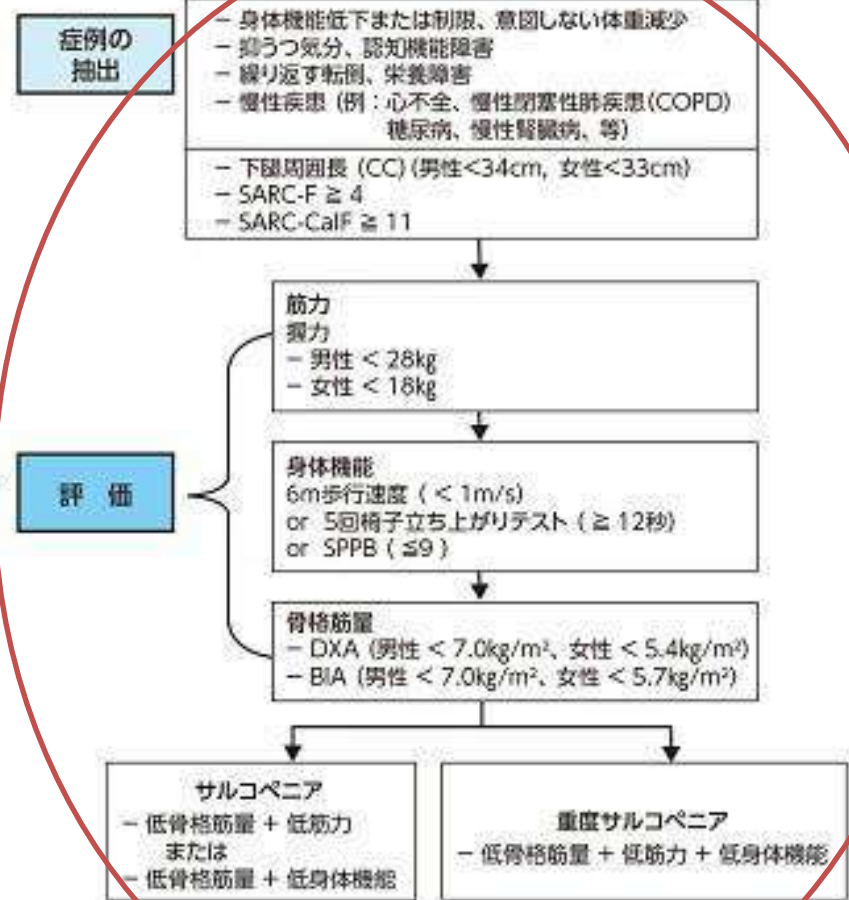 症例の
抽出
− 身体機能低下または制限、意図しない体重減少
− 抑うつ気分、認知機能障害
− 繰り返す転倒、栄養障害
− 慢性疾患 (例：心不全、慢性閉塞性肺疾患(COPD)
糖尿病、慢性腎臓病、等)
− 下腿周囲長 (CC) (男性<34cm, 女性<33cm)
− SARC-F ≧ 4
− SARC-CalF ≧ 11
筋力
握力
− 男性 < 28kg
− 女性 < 18kg
評 価
身体機能
6m歩行速度 ( < 1m/s)
or 5回椅子立ち上がりテスト ( ≧ 12秒)
or SPPB ( ≦9 )
骨格筋量
− DXA (男性 < 7.0kg/m²、女性 < 5.4kg/m²)
− BIA (男性 < 7.0kg/m²、女性 < 5.7kg/m²)
サルコペニア
− 低骨格筋量 + 低筋力
または
− 低骨格筋量 + 低身体機能
重度サルコペニア
− 低骨格筋量 + 低筋力 + 低身体機能